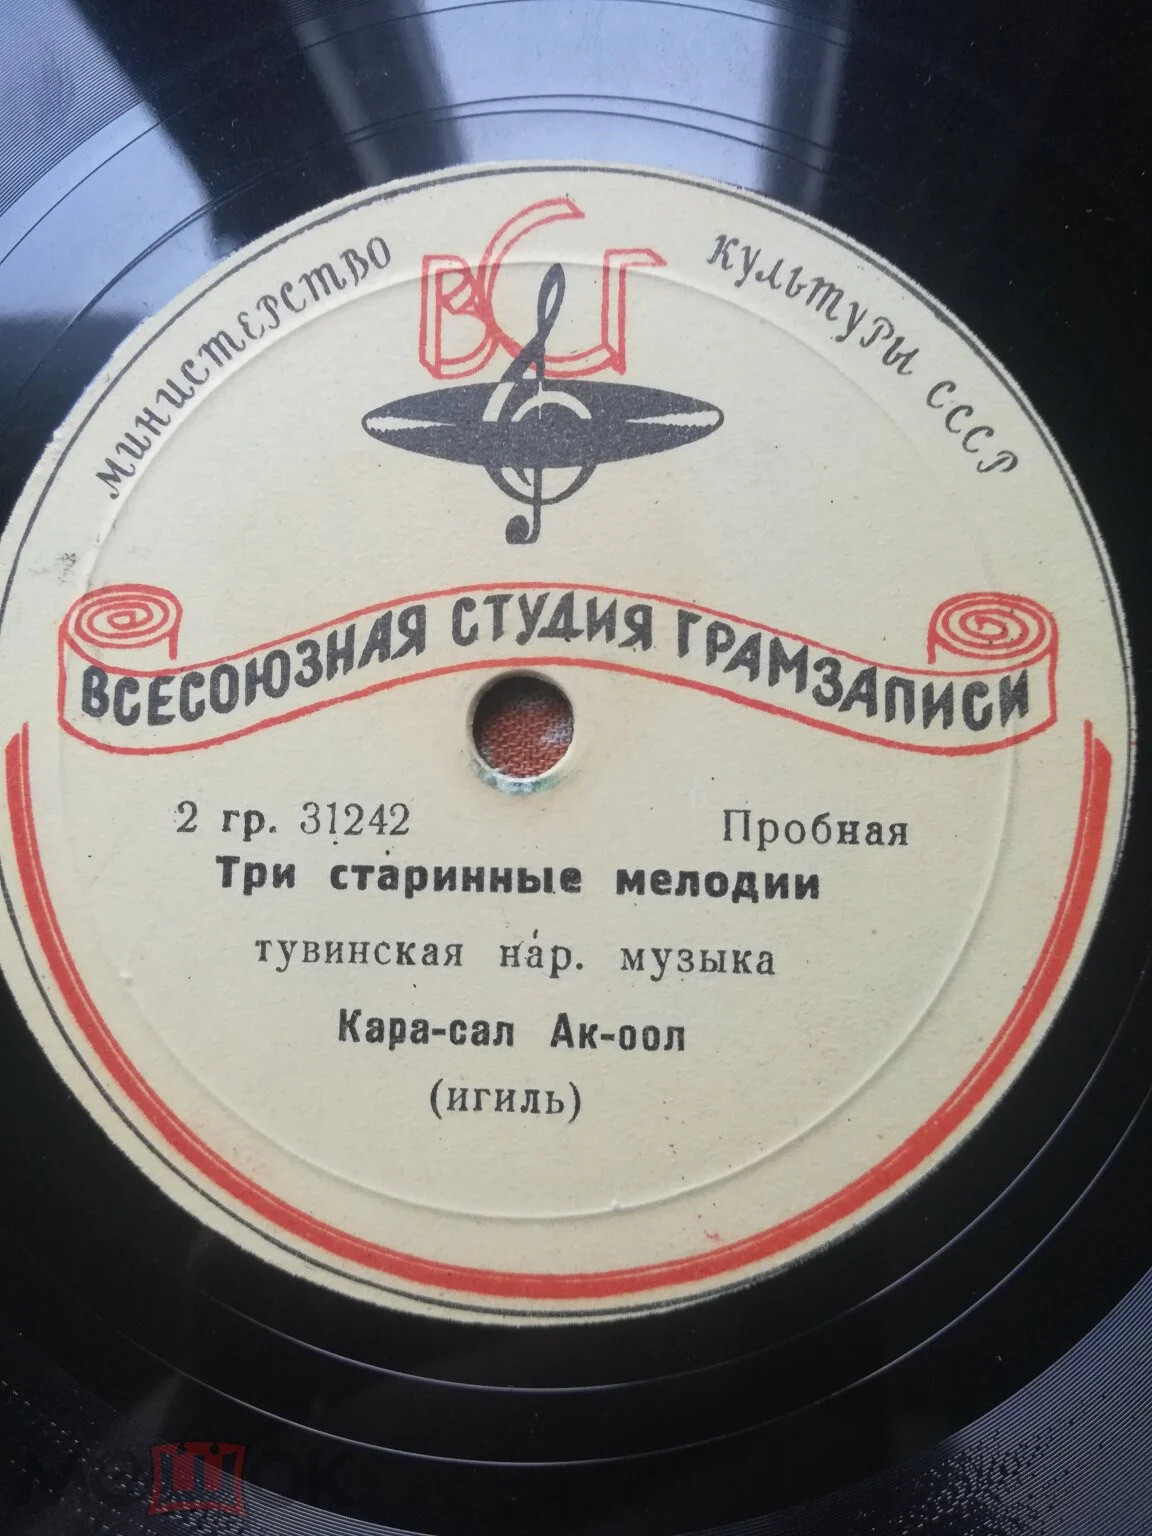 МИНИСТЕРСТВО КУЛЬТУРЫ СССР
ВСГ
ВСЕСОЮЗНАЯ СТУДИЯ ГРАМЗАПИСИ
2 гр. 31242 Пробная
Три старинные мелодии
тувинская нар. музыка
Кара-сал Ак-оол
(игиль)
мешок